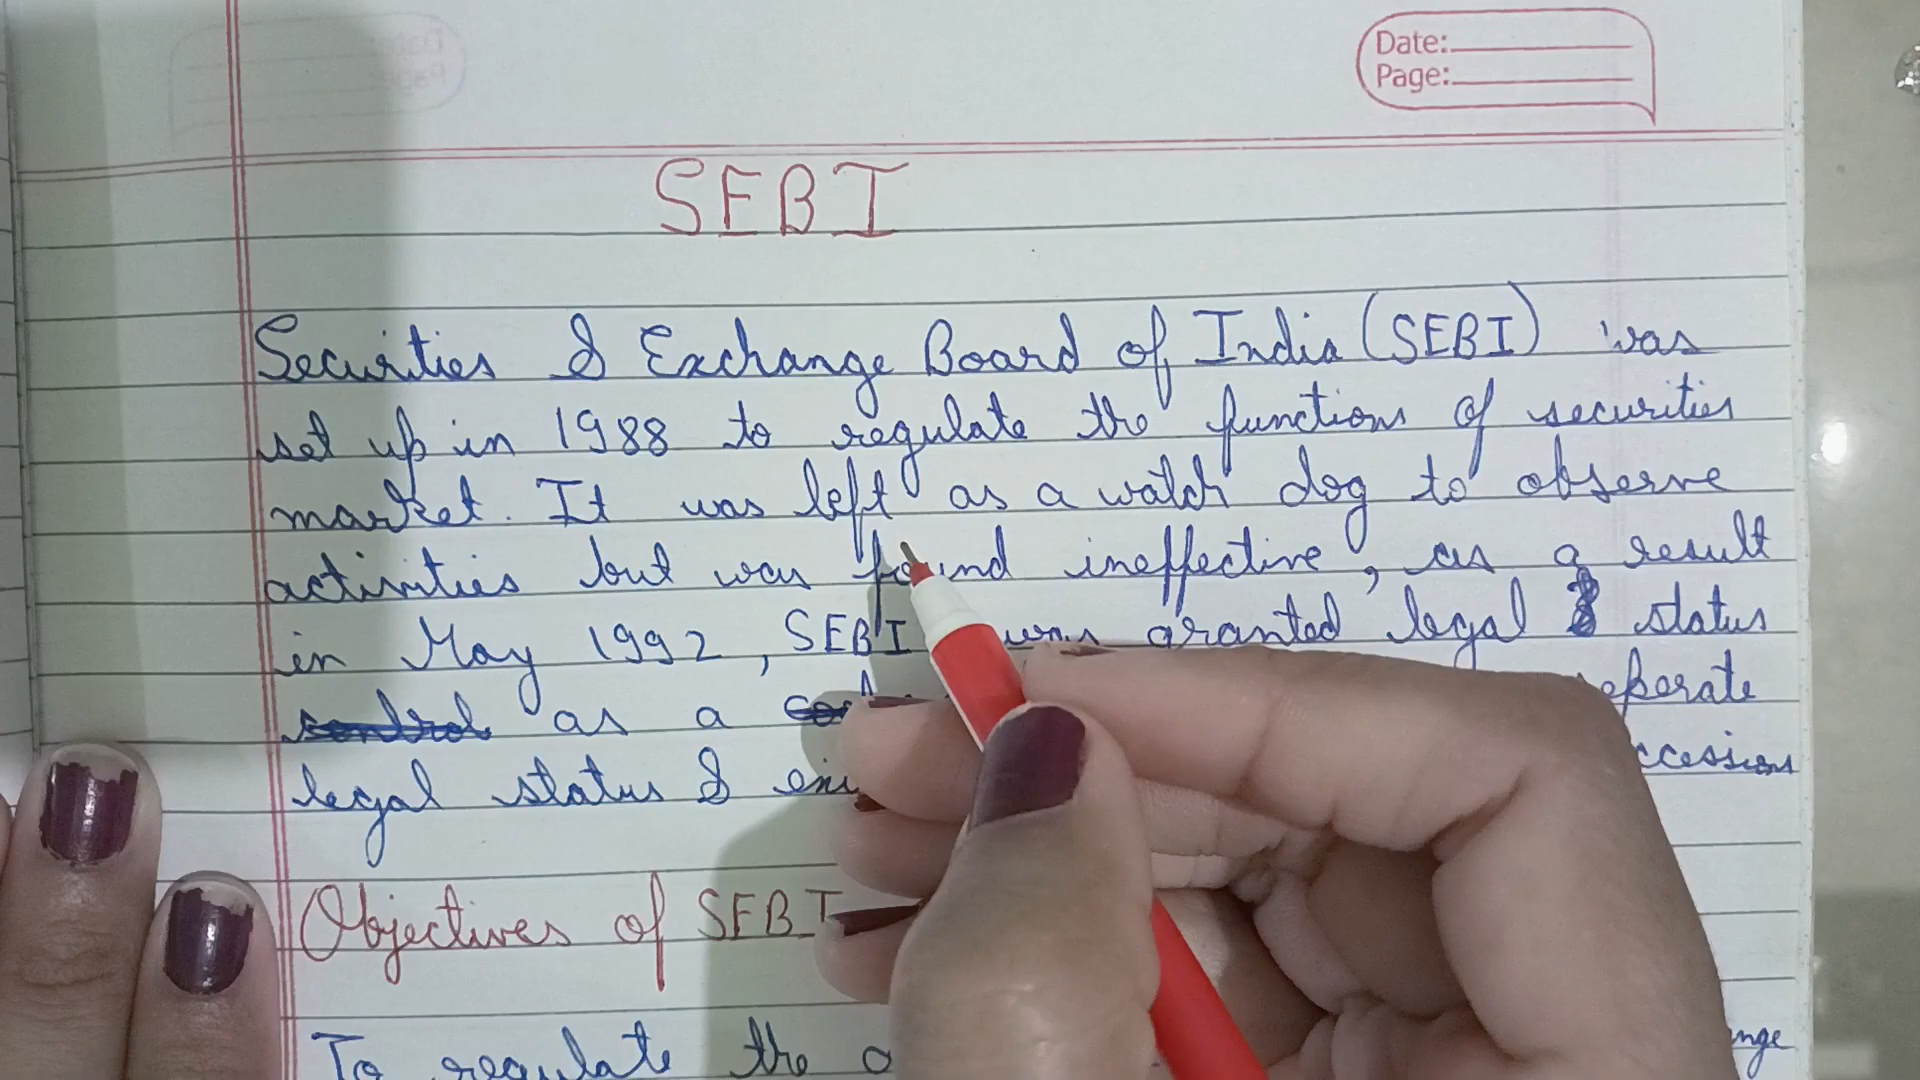 Date:
Page:
SEBI
Securities & Exchange Board of India (SEBI) was
set up in 1988 to regulate the functions of securities
market. It was left as a watch dog to observe
activities but was found ineffective, as a result
in May 1992, SEBI was granted legal status
as a seperate
legal status &
Objectives of SEBI
To regulate the